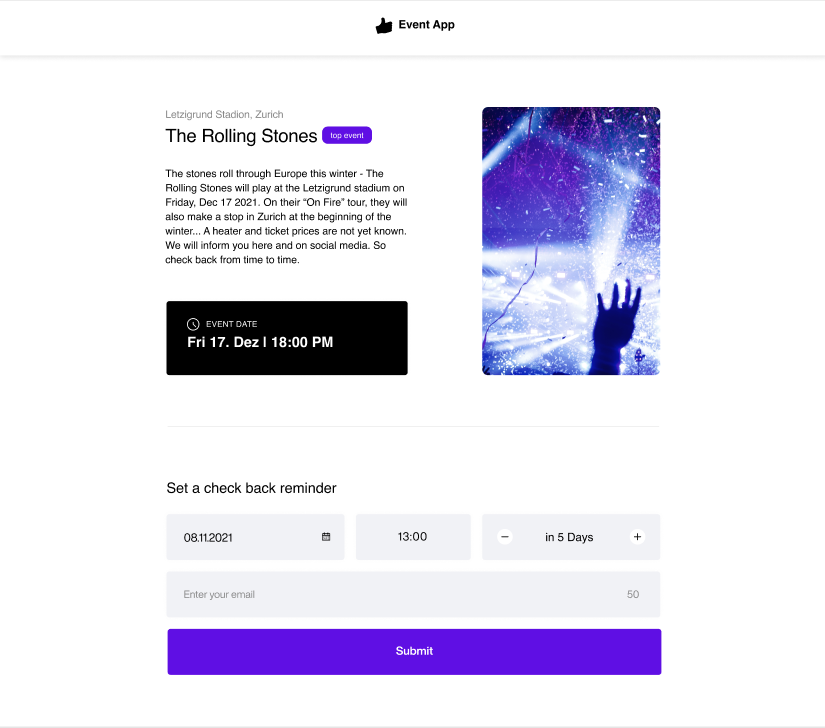 Event App
Letzigrund Stadion, Zurich
The Rolling Stones top event
The stones roll through Europe this winter - The
Rolling Stones will play at the Letzigrund stadium on
Friday, Dec 17 2021. On their “On Fire” tour, they will
also make a stop in Zurich at the beginning of the
winter... A heater and ticket prices are not yet known.
We will inform you here and on social media. So
check back from time to time.
EVENT DATE
Fri 17. Dez | 18:00 PM
Set a check back reminder
08.11.2021 13:00 in 5 Days
Enter your email 50
Submit